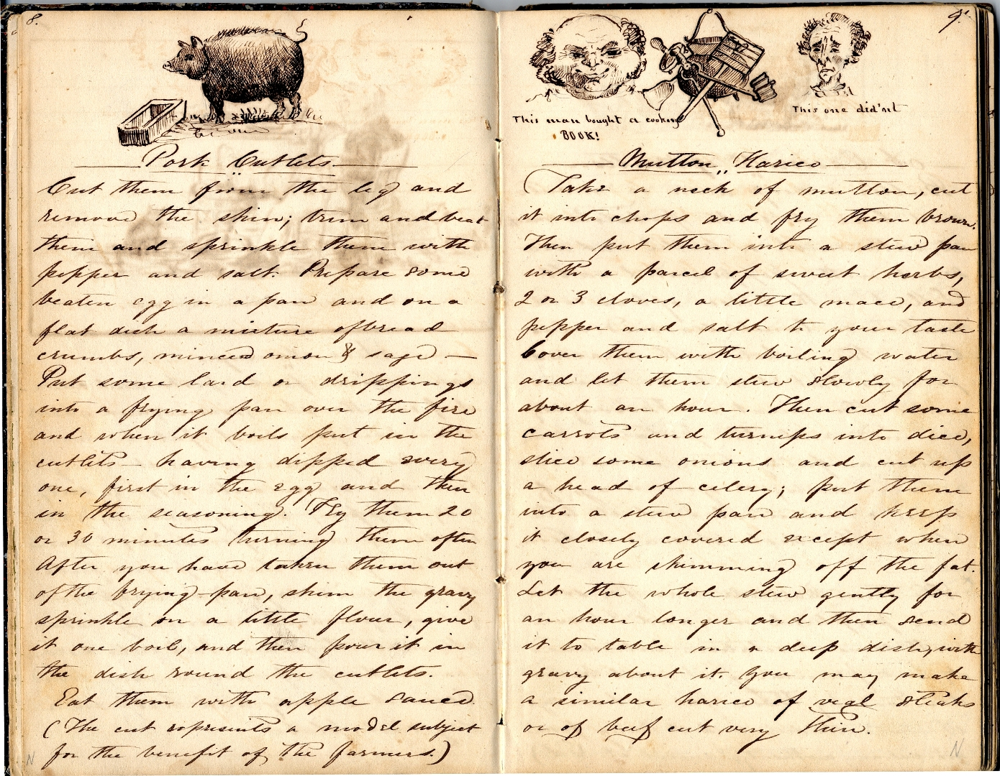 8.
Pork Cutlets.
Cut them from the leg and
remove the skin; trim and beat
them and sprinkle them with
pepper and salt. Prepare some
beaten egg in a pan and on a
flat dish a mixture of bread
crumbs, minced onion & sage —
Put some lard or drippings
into a frying pan over the fire
and when it boils put in the
cutlets — having dipped every
one, first in the egg and then
in the seasoning. Fry them 20
or 30 minutes turning them often
After you have taken them out
of the frying-pan, skim the gravy
sprinkle on a little flour, give
it one boil, and then pour it in
the dish round the cutlets.
Eat them with apple sauce.
(The cut represents a model subject
for the benefit of the farmers.)
N
9.
This man bought a cooking
BOOK!
This one did'nt
Mutton Harico
Take a neck of mutton, cut
it into chops and fry them brown.
Then put them into a stew pan
with a parcel of sweet herbs,
2 or 3 cloves, a little mace, and
pepper and salt to your taste
Cover them with boiling water
and let them stew slowly for
about an hour. Then cut some
carrots and turnips into dice,
slice some onions and cut up
a head of celery; put them
into a stew pan and keep
it closely covered except when
you are skimming off the fat.
Let the whole stew gently for
an hour longer and then send
it to table in a deep dish, with
gravy about it. You may make
a similar harico of veal steaks
or of beef cut very thin.
N